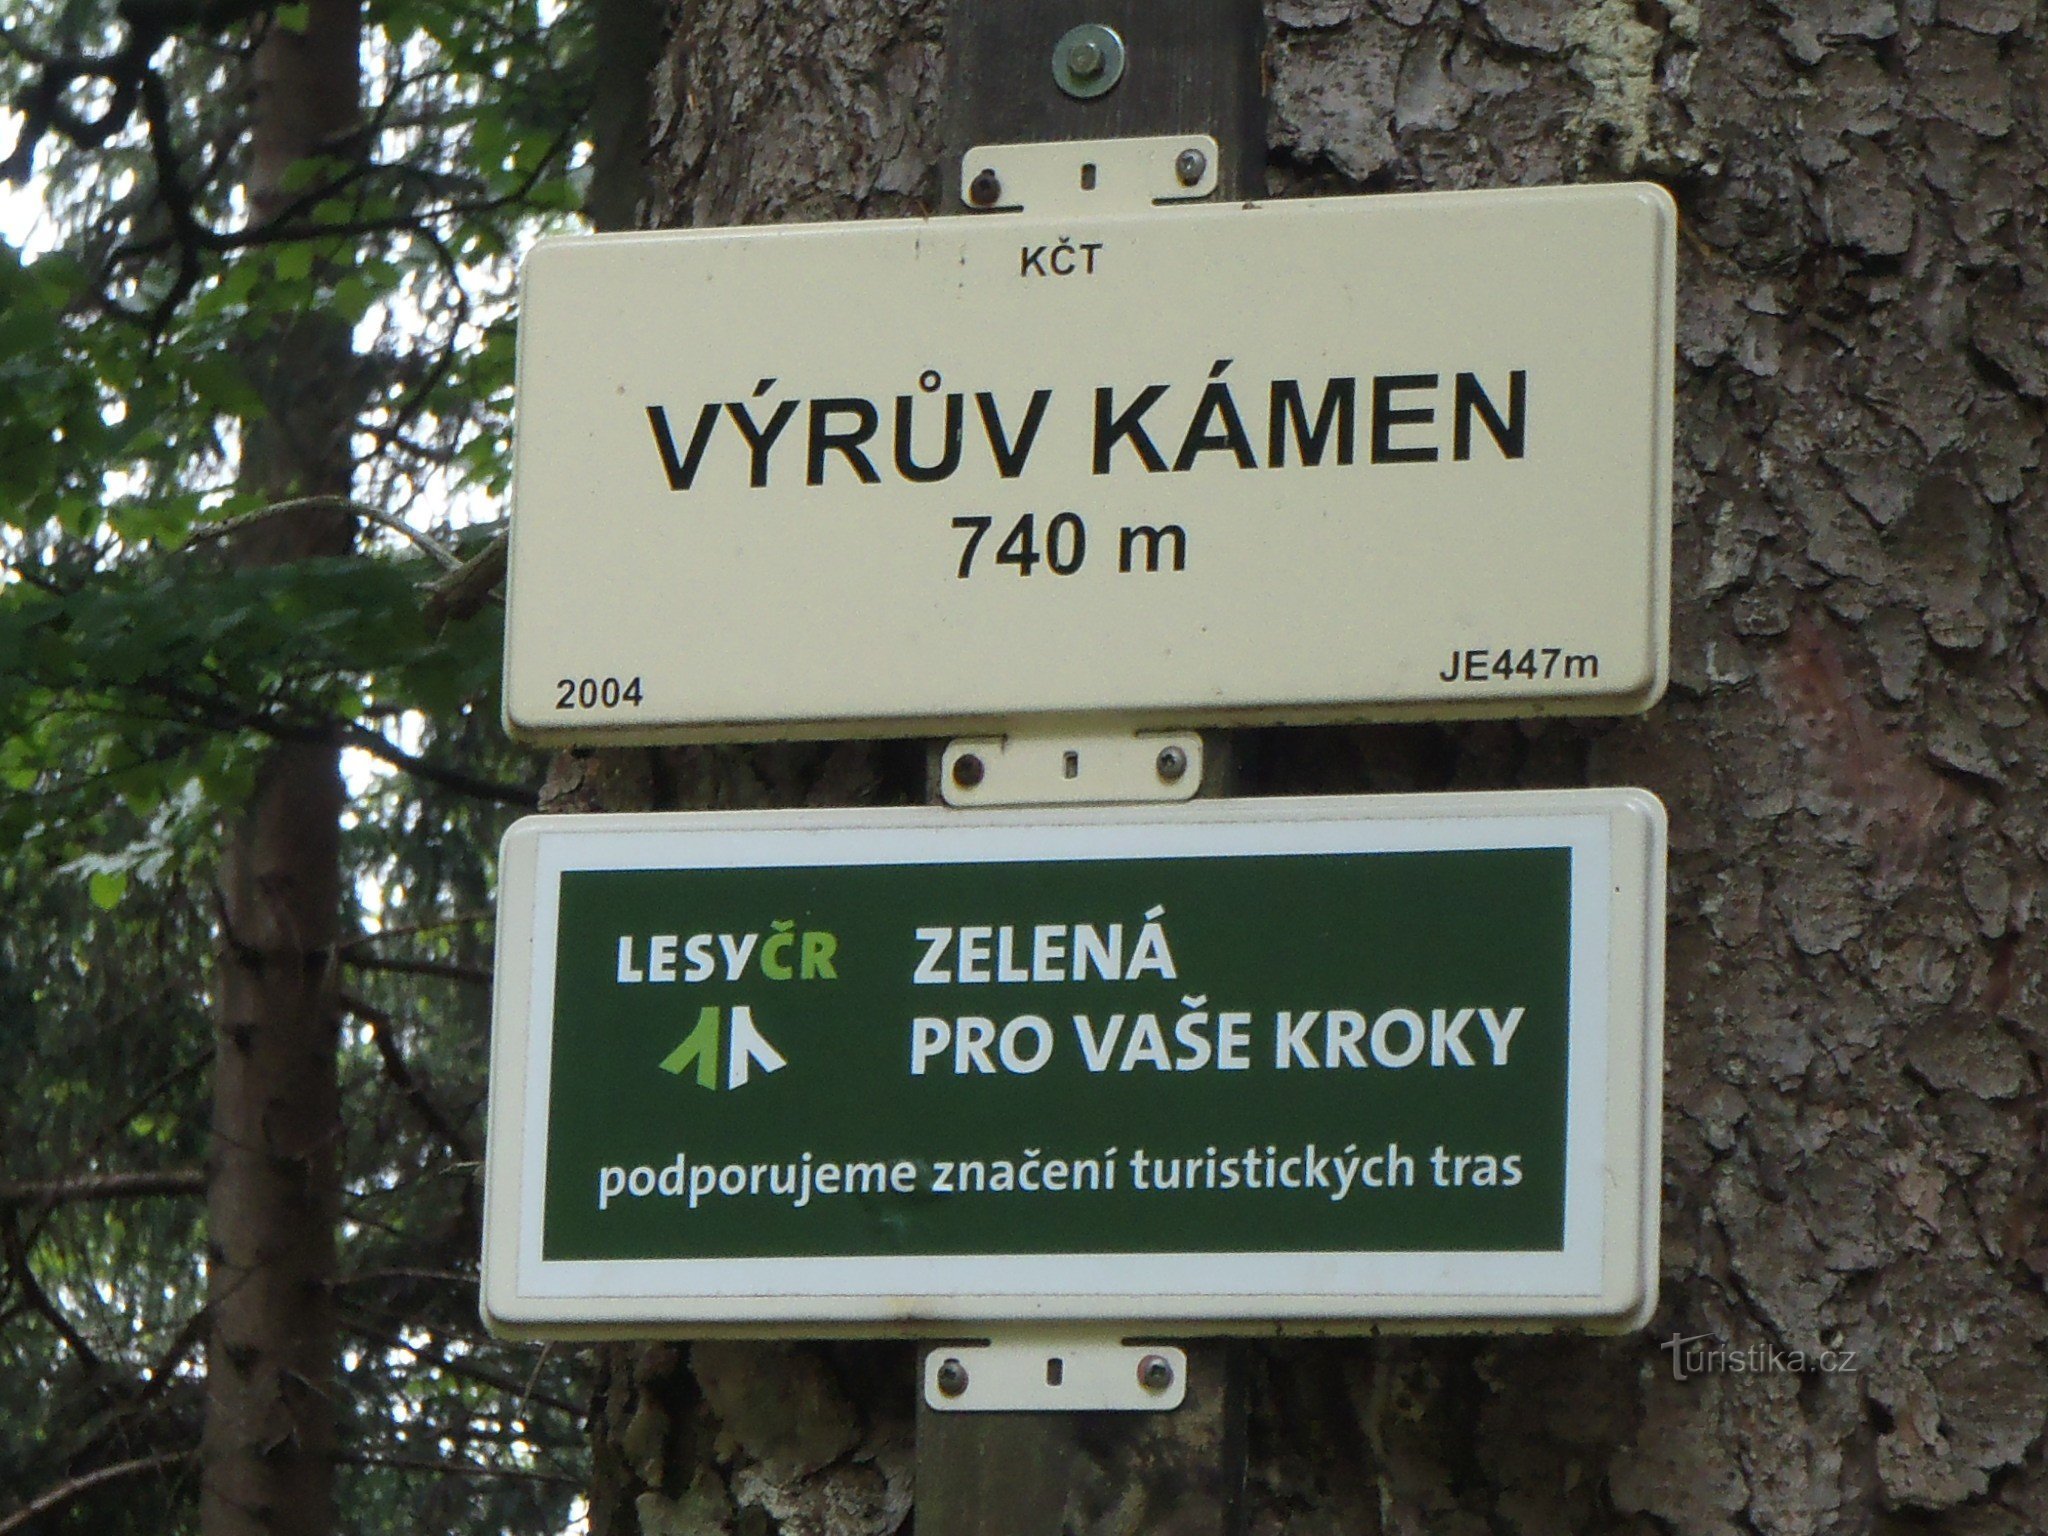 KČT
VÝRŮV KÁMEN
740 m
2004 JE447m
LESYČR
ZELENÁ
PRO VAŠE KROKY
podporujeme značení turistických tras
Turistika.cz